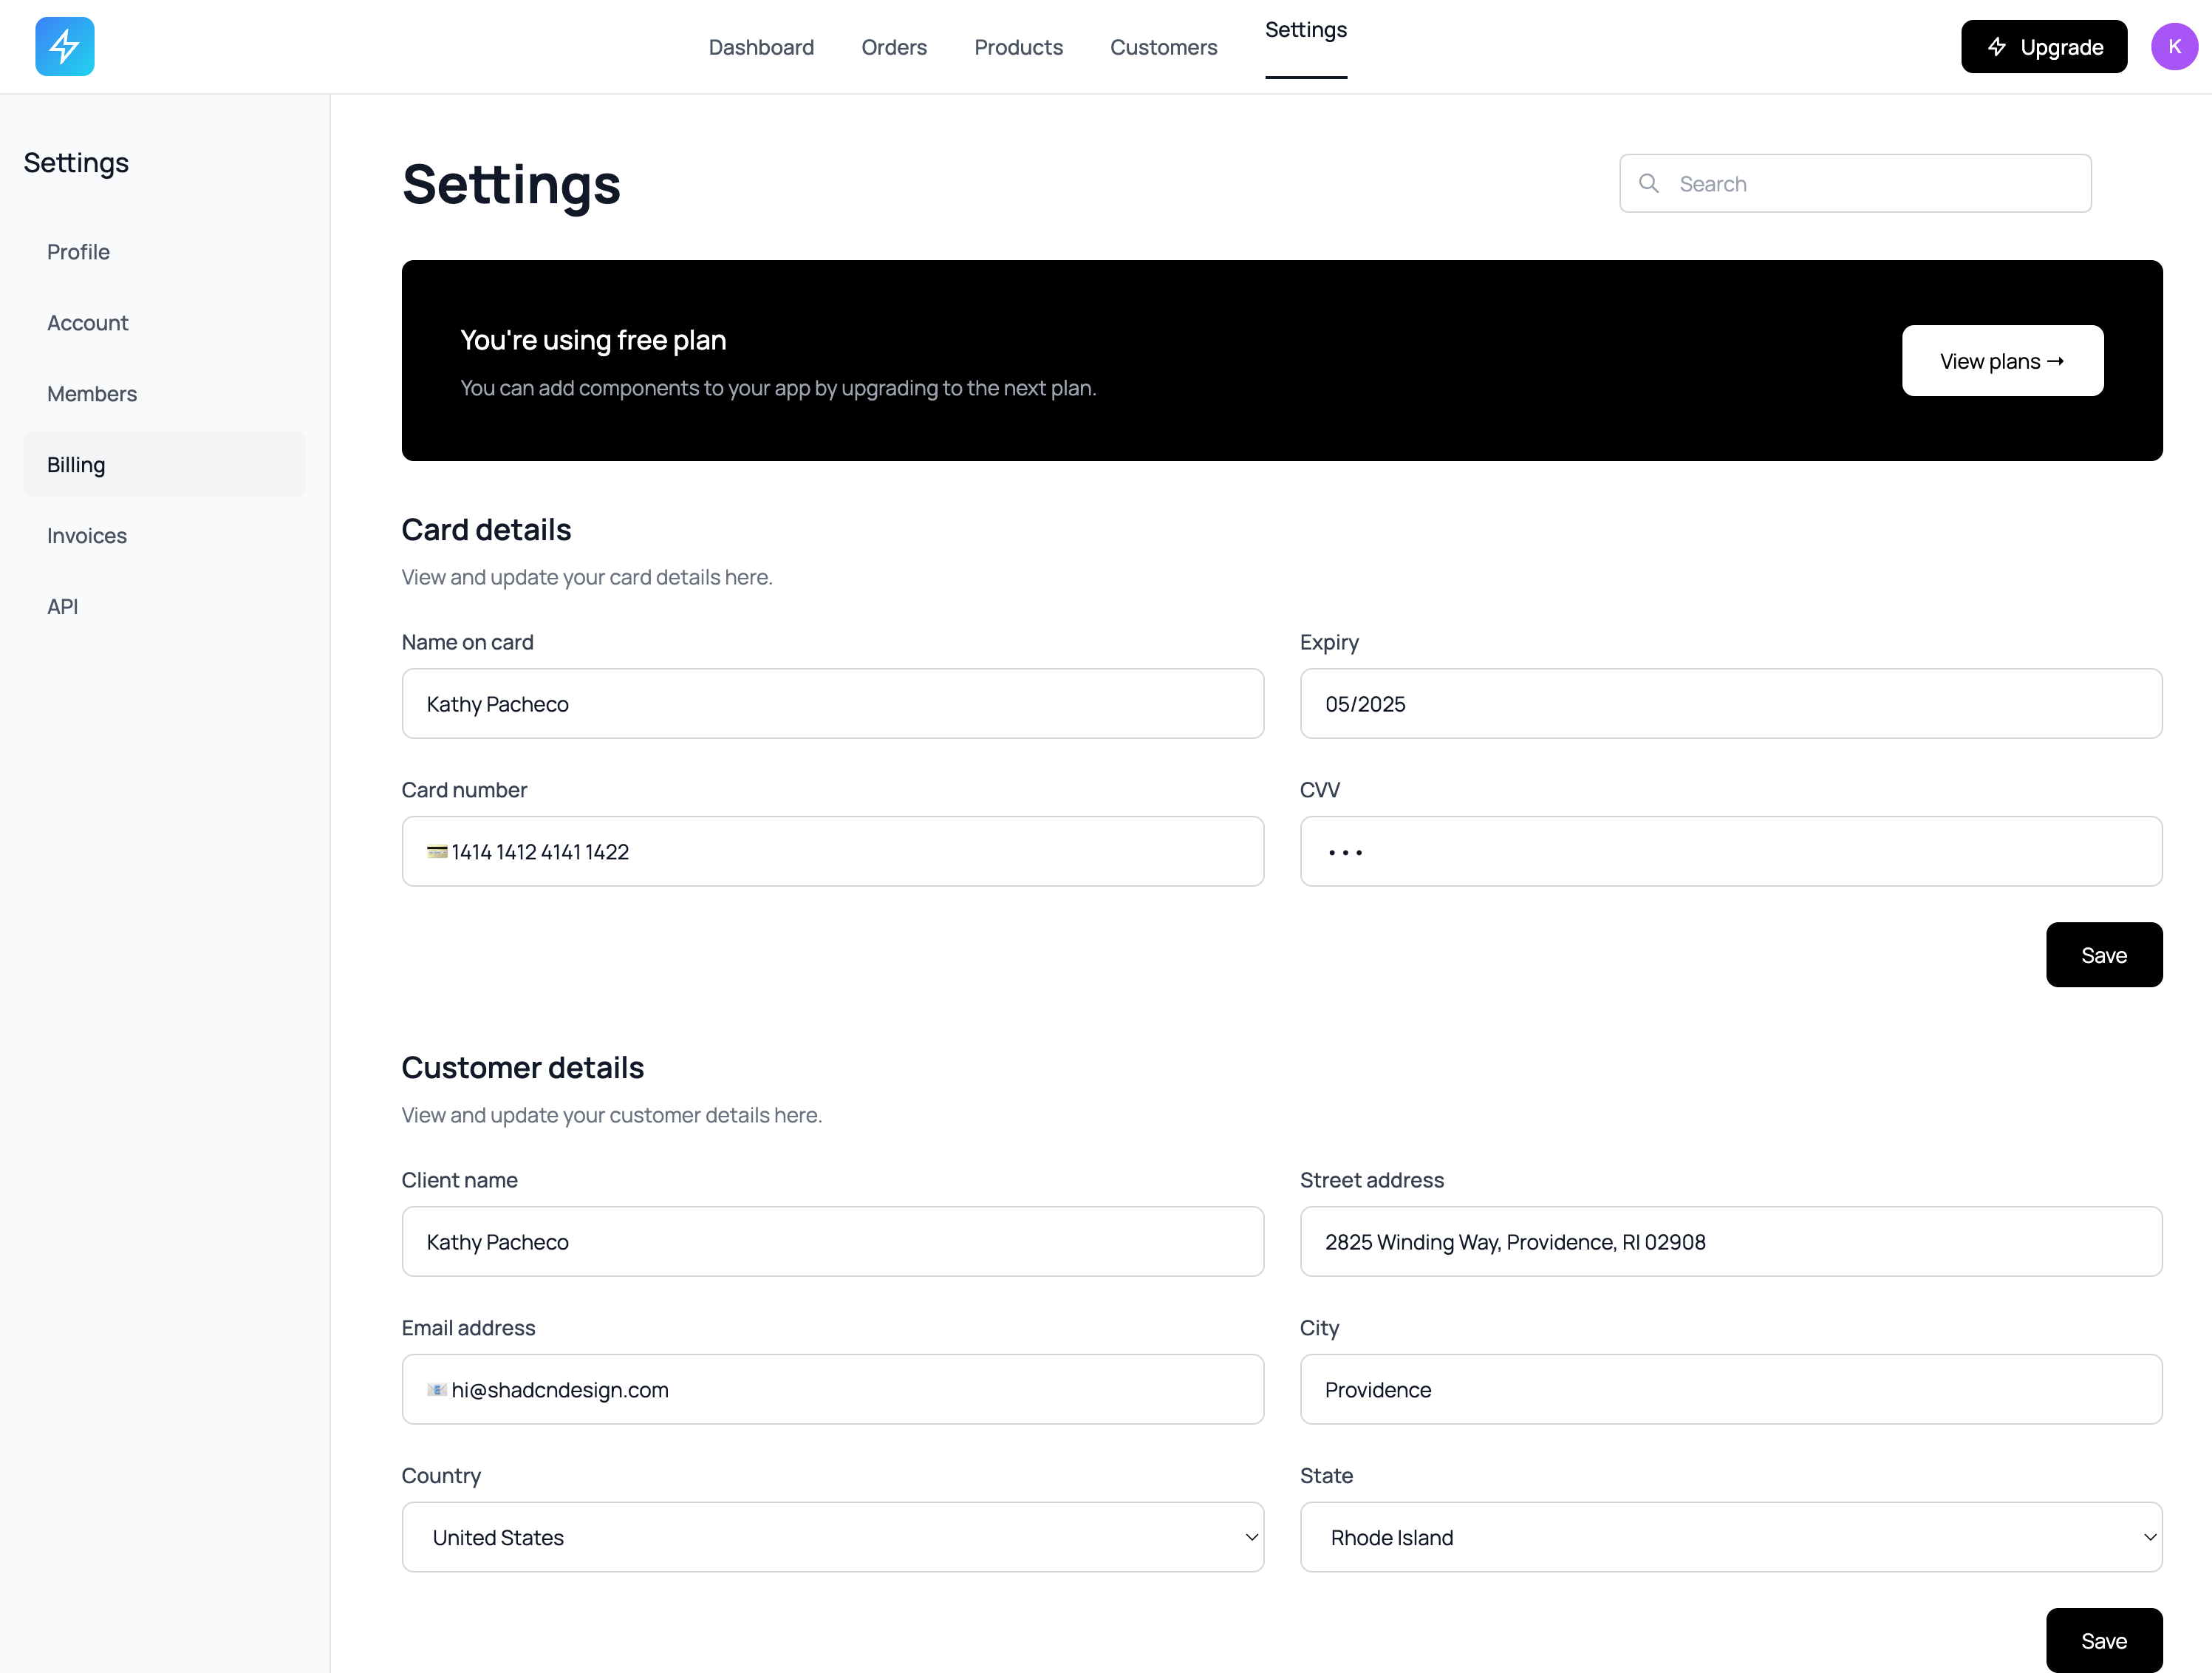 Dashboard Orders Products Customers Settings
Upgrade
K
Settings
Profile
Account
Members
Billing
Invoices
API
Settings
Search
You're using free plan
You can add components to your app by upgrading to the next plan.
View plans →
Card details
View and update your card details here.
Name on card
Kathy Pacheco
Expiry
05/2025
Card number
💳 1414 1412 4141 1422
CVV
•••
Save
Customer details
View and update your customer details here.
Client name
Kathy Pacheco
Street address
2825 Winding Way, Providence, RI 02908
Email address
📧 hi@shadcndesign.com
City
Providence
Country
United States
State
Rhode Island
Save